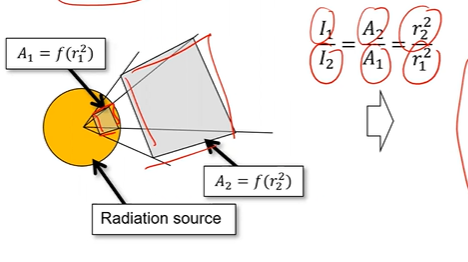 A₁ = f(r₁²)
I₁/I₂ = A₂/A₁ = r₂²/r₁²
A₂ = f(r₂²)
Radiation source